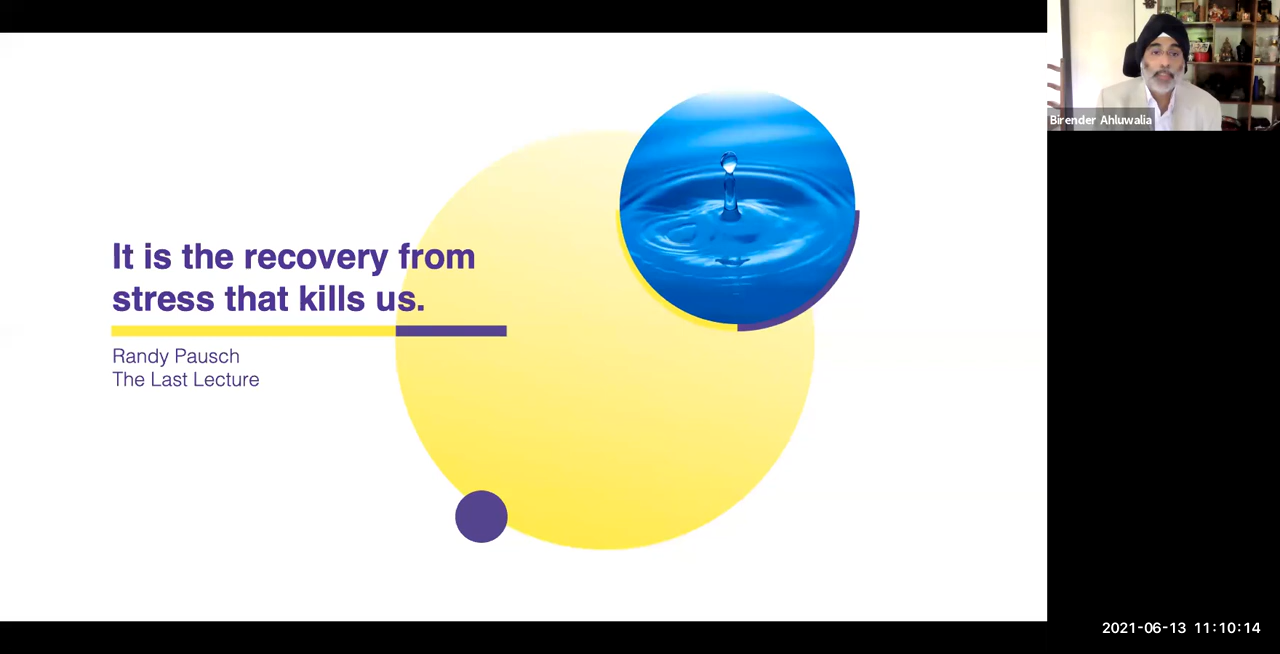 It is the recovery from
stress that kills us.
Randy Pausch
The Last Lecture
Birender Ahluwalia
2021-06-13 11:10:14